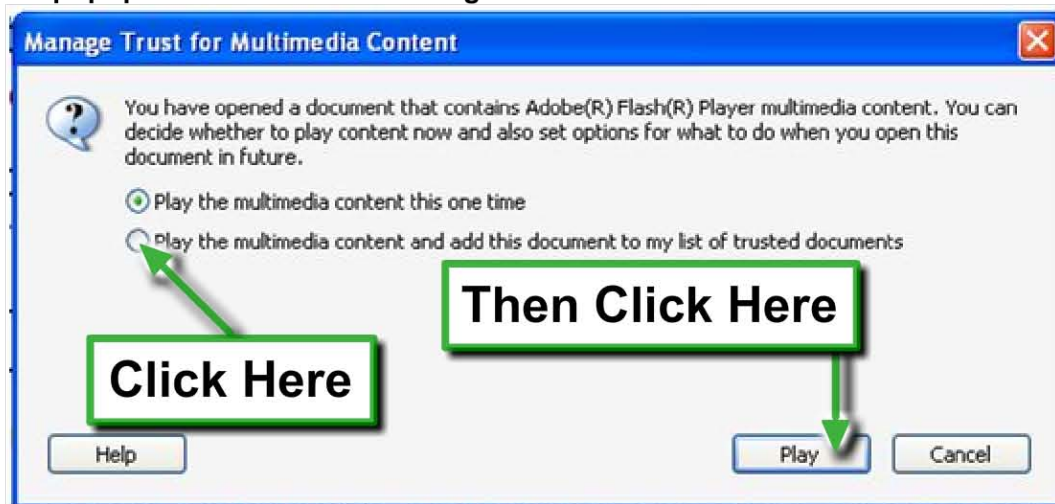 Manage Trust for Multimedia Content
You have opened a document that contains Adobe(R) Flash(R) Player multimedia content. You can
decide whether to play content now and also set options for what to do when you open this
document in future.
Play the multimedia content this one time
Play the multimedia content and add this document to my list of trusted documents
Then Click Here
Click Here
Help
Play
Cancel